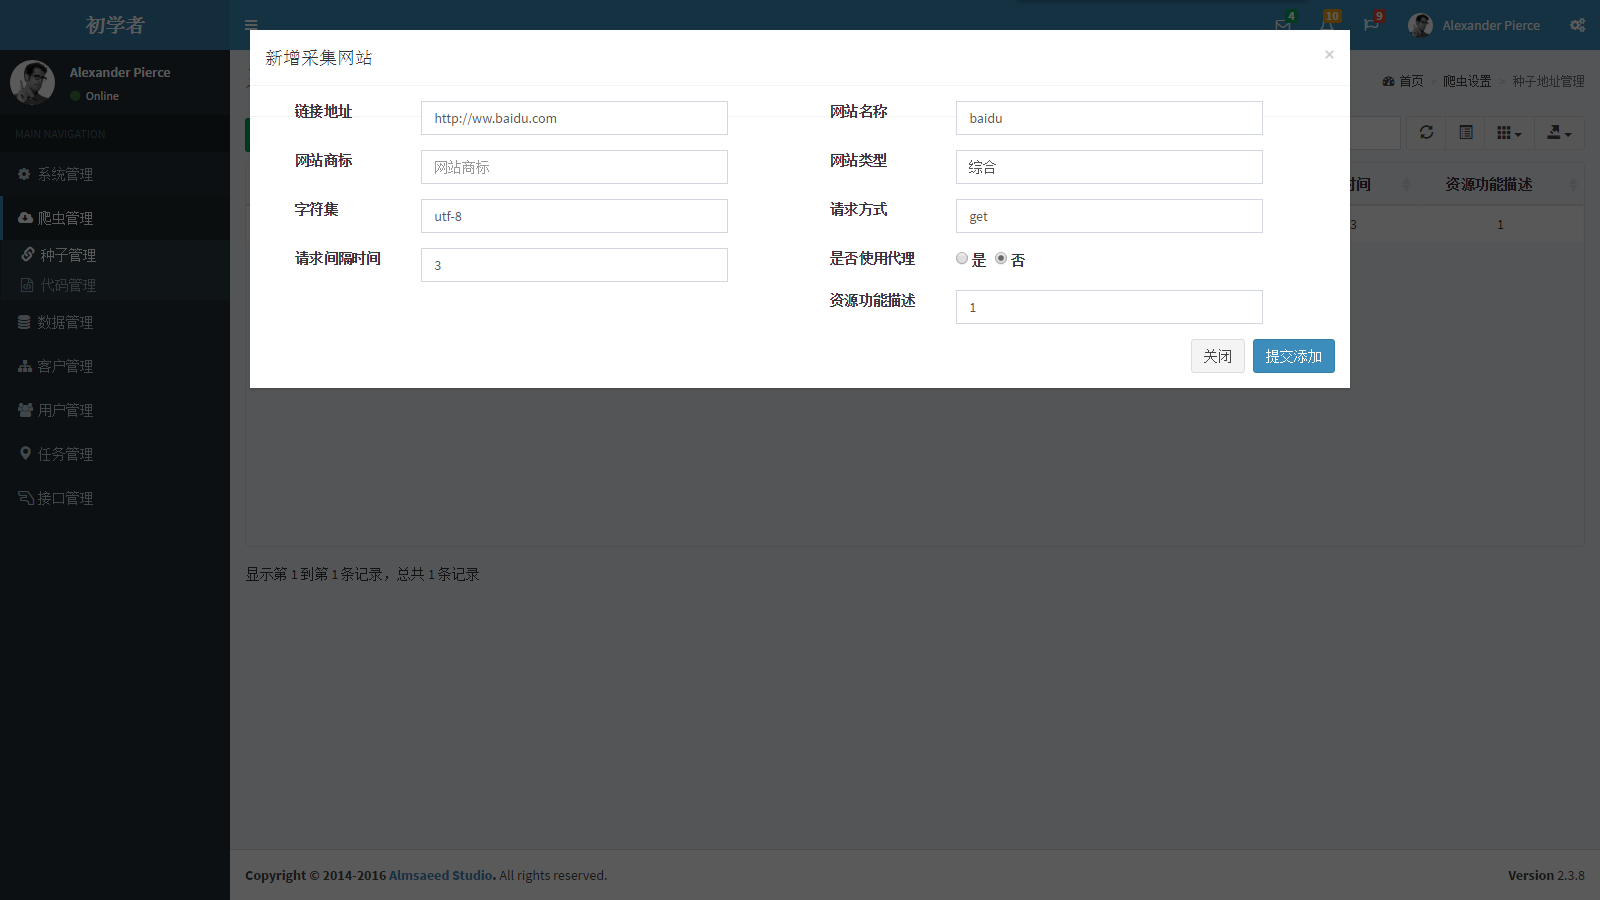 初学者
4
10
9
Alexander Pierce
Alexander Pierce
Online
MAIN NAVIGATION
系统管理
爬虫管理
种子管理
代码管理
数据管理
客户管理
用户管理
任务管理
接口管理
首页 > 爬虫设置 > 种子地址管理
新增采集网站
×
链接地址
http://ww.baidu.com
网站名称
baidu
网站商标
网站商标
网站类型
综合
字符集
utf-8
请求方式
get
请求间隔时间
3
是否使用代理
是 否
资源功能描述
1
关闭 提交添加
时间 资源功能描述
3 1
显示第 1 到第 1 条记录，总共 1 条记录
Copyright © 2014-2016 Almsaeed Studio. All rights reserved.
Version 2.3.8